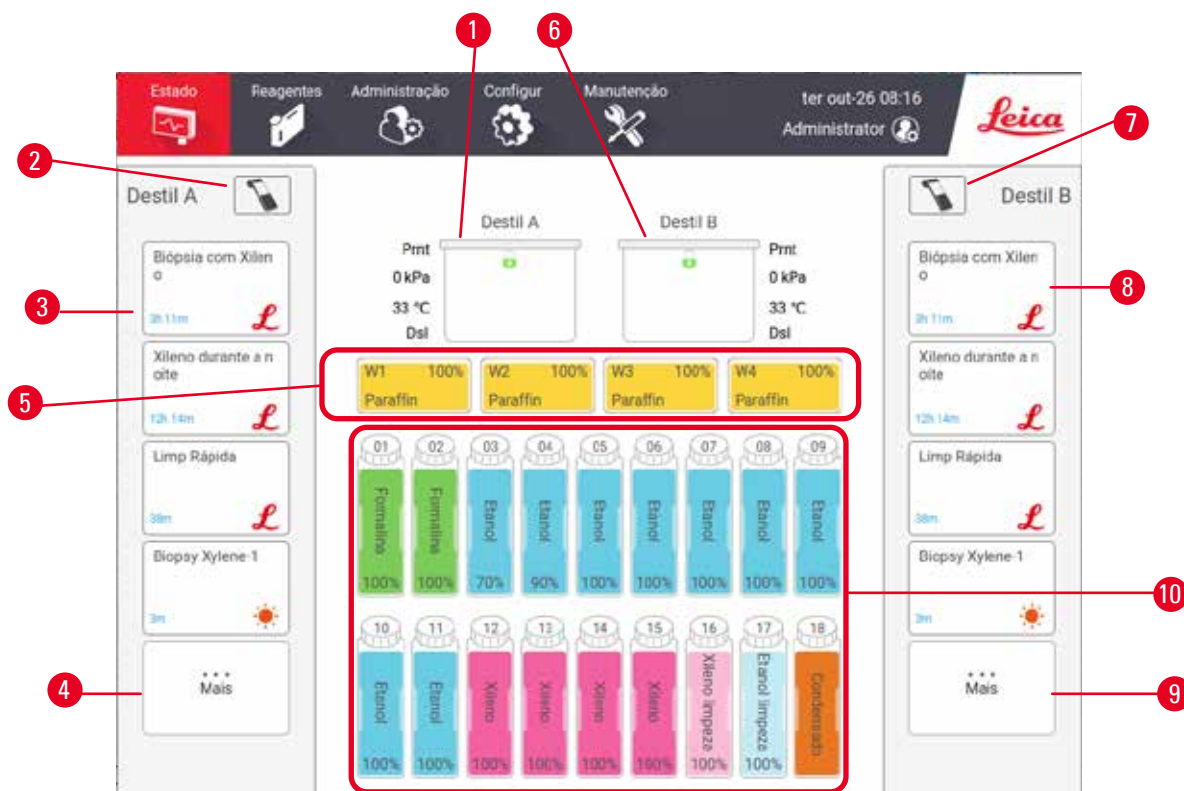 1
6
Estado
Reagentes
Administração
Configur
Manutenção
ter out-26 08:16
Administrator
Leica
2
7
Destil A
Destil B
Destil A
Destil B
Prnt
0 kPa
33 °C
Dsl
Prnt
0 kPa
33 °C
Dsl
3
Biópsia com Xilen
o
3h 11m
Xileno durante a n
oite
12h 14m
Limp Rápida
38m
Biopsy Xylene-1
3m
4
...
Mais
5
W1 100%
Paraffin
W2 100%
Paraffin
W3 100%
Paraffin
W4 100%
Paraffin
01 02 03 04 05 06 07 08 09
Formalina Formalina Etanol Etanol Etanol Etanol Etanol Etanol Etanol
100% 100% 70% 90% 100% 100% 100% 100% 100%
10 11 12 13 14 15 16 17 18
Etanol Etanol Xileno Xileno Xileno Xileno Xileno limpeza Etanol limpeza Condensado
100% 100% 100% 100% 100% 100% 100% 100%
8
Biópsia com Xilen
o
3h 11m
Xileno durante a n
oite
12h 14m
Limp Rápida
38m
Biopsy Xylene-1
3m
10
...
Mais
9